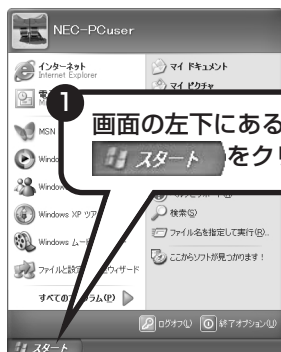 NEC-PCuser
インターネット
Internet Explorer
マイ ドキュメント
マイ ピクチャ
1
画面の左下にある
スタート をク
MSN
Windows XP ツア
Windows ムー
ファイルと設定 ウィザード
すべての ラム(P)
検索(S)
ファイル名を指定して実行(R)...
ここからソフトが見つかります!
ログオフ(L)
終了オプション(U)
スタート